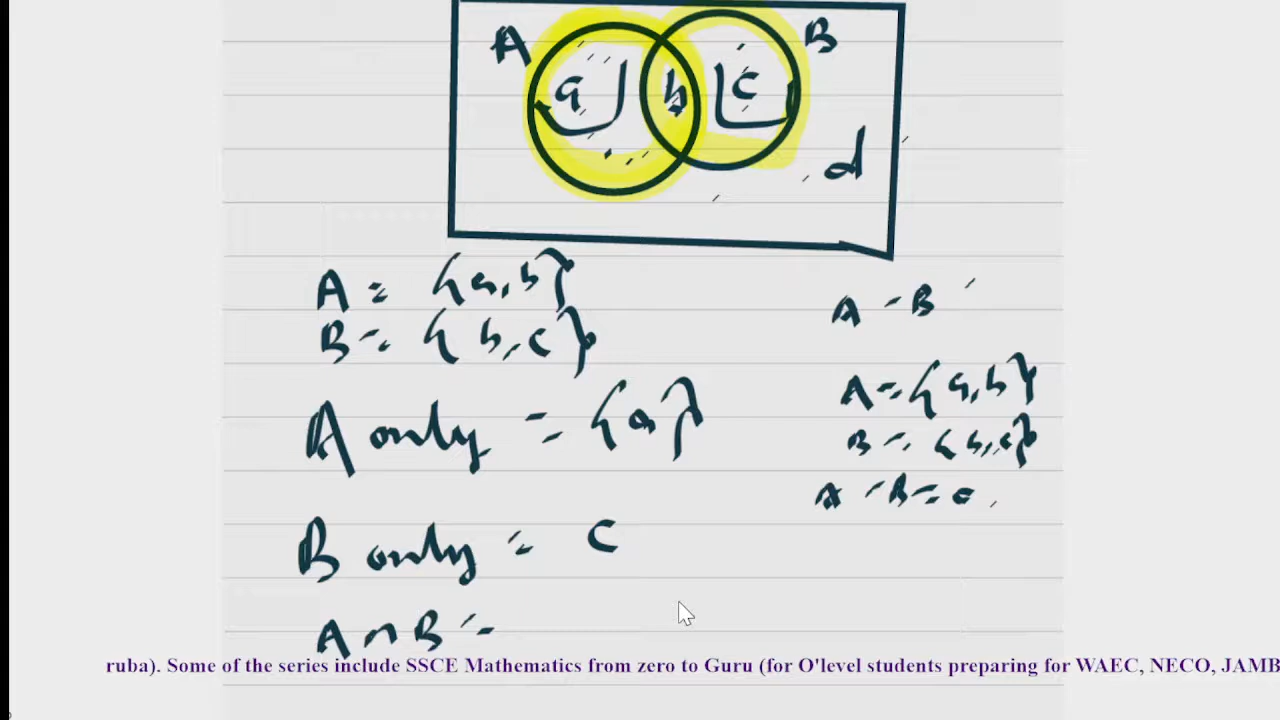 A B
a b c
d
A = {a, b}
B = {b, c}
A only = {a}
B only = c
A ∩ B =
A - B =
A = {a, b}
B = {b, c}
A - B = c
ruba). Some of the series include SSCE Mathematics from zero to Guru (for O'level students preparing for WAEC, NECO, JAMB